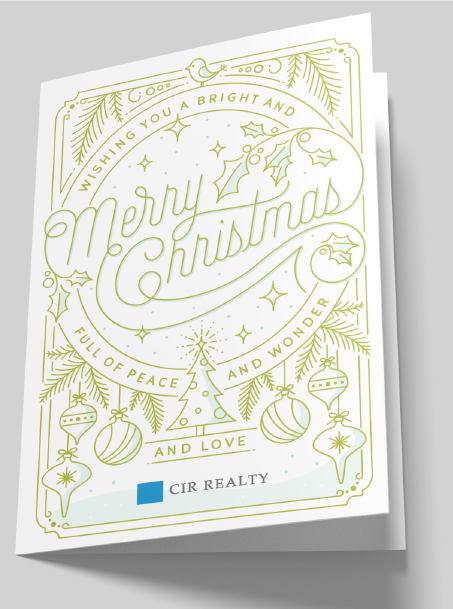 WISHING YOU A BRIGHT AND
Merry
Christmas
FULL OF PEACE AND WONDER
AND LOVE
CIR REALTY